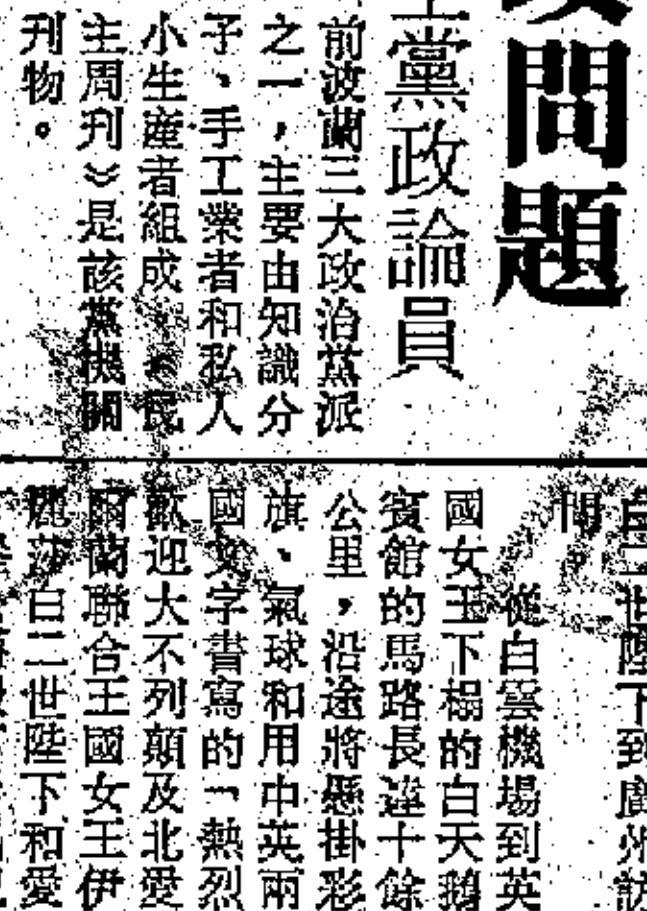 問題
黨政論員
前波蘭三大政治黨派
之一，主要由知識分
子、手工業者和私人
小生產者組成。《民
主周刊》是該黨機關
刊物。
白二世陛下到廣州訪
問。
從白雲機場到英
國女王下榻的白天鵝
賓館的馬路長達十餘
公里，沿途將懸掛彩
旗、氣球和用中英兩
國文字書寫的「熱烈
歡迎大不列顛及北愛
爾蘭聯合王國女王伊
麗莎白二世陛下和愛